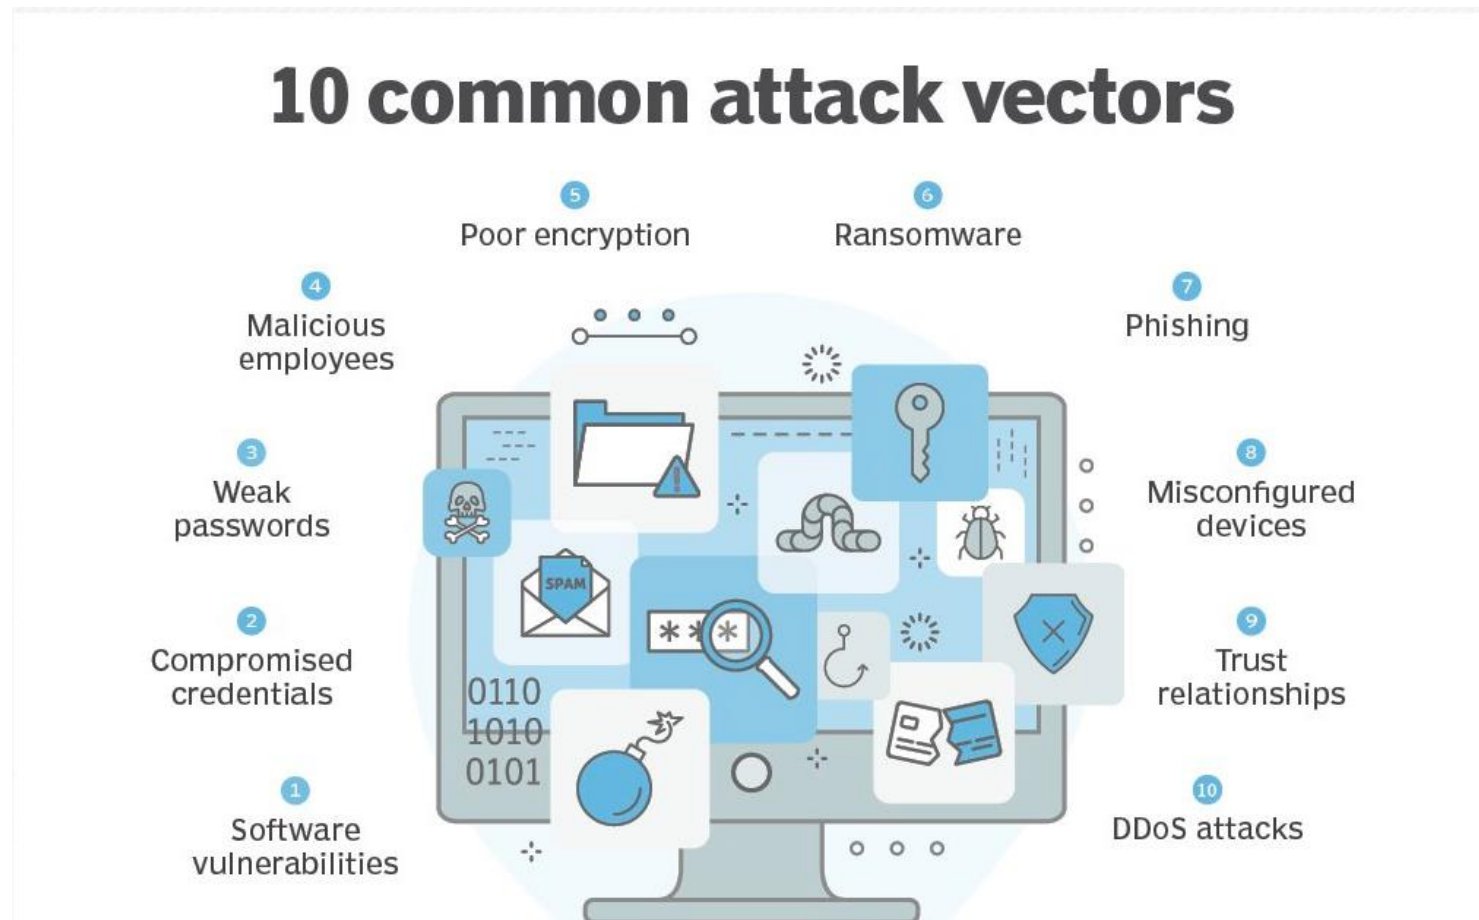 10 common attack vectors
5
Poor encryption
6
Ransomware
4
Malicious
employees
7
Phishing
3
Weak
passwords
8
Misconfigured
devices
2
Compromised
credentials
9
Trust
relationships
1
Software
vulnerabilities
10
DDoS attacks
SPAM
* * *
0110
1010
0101